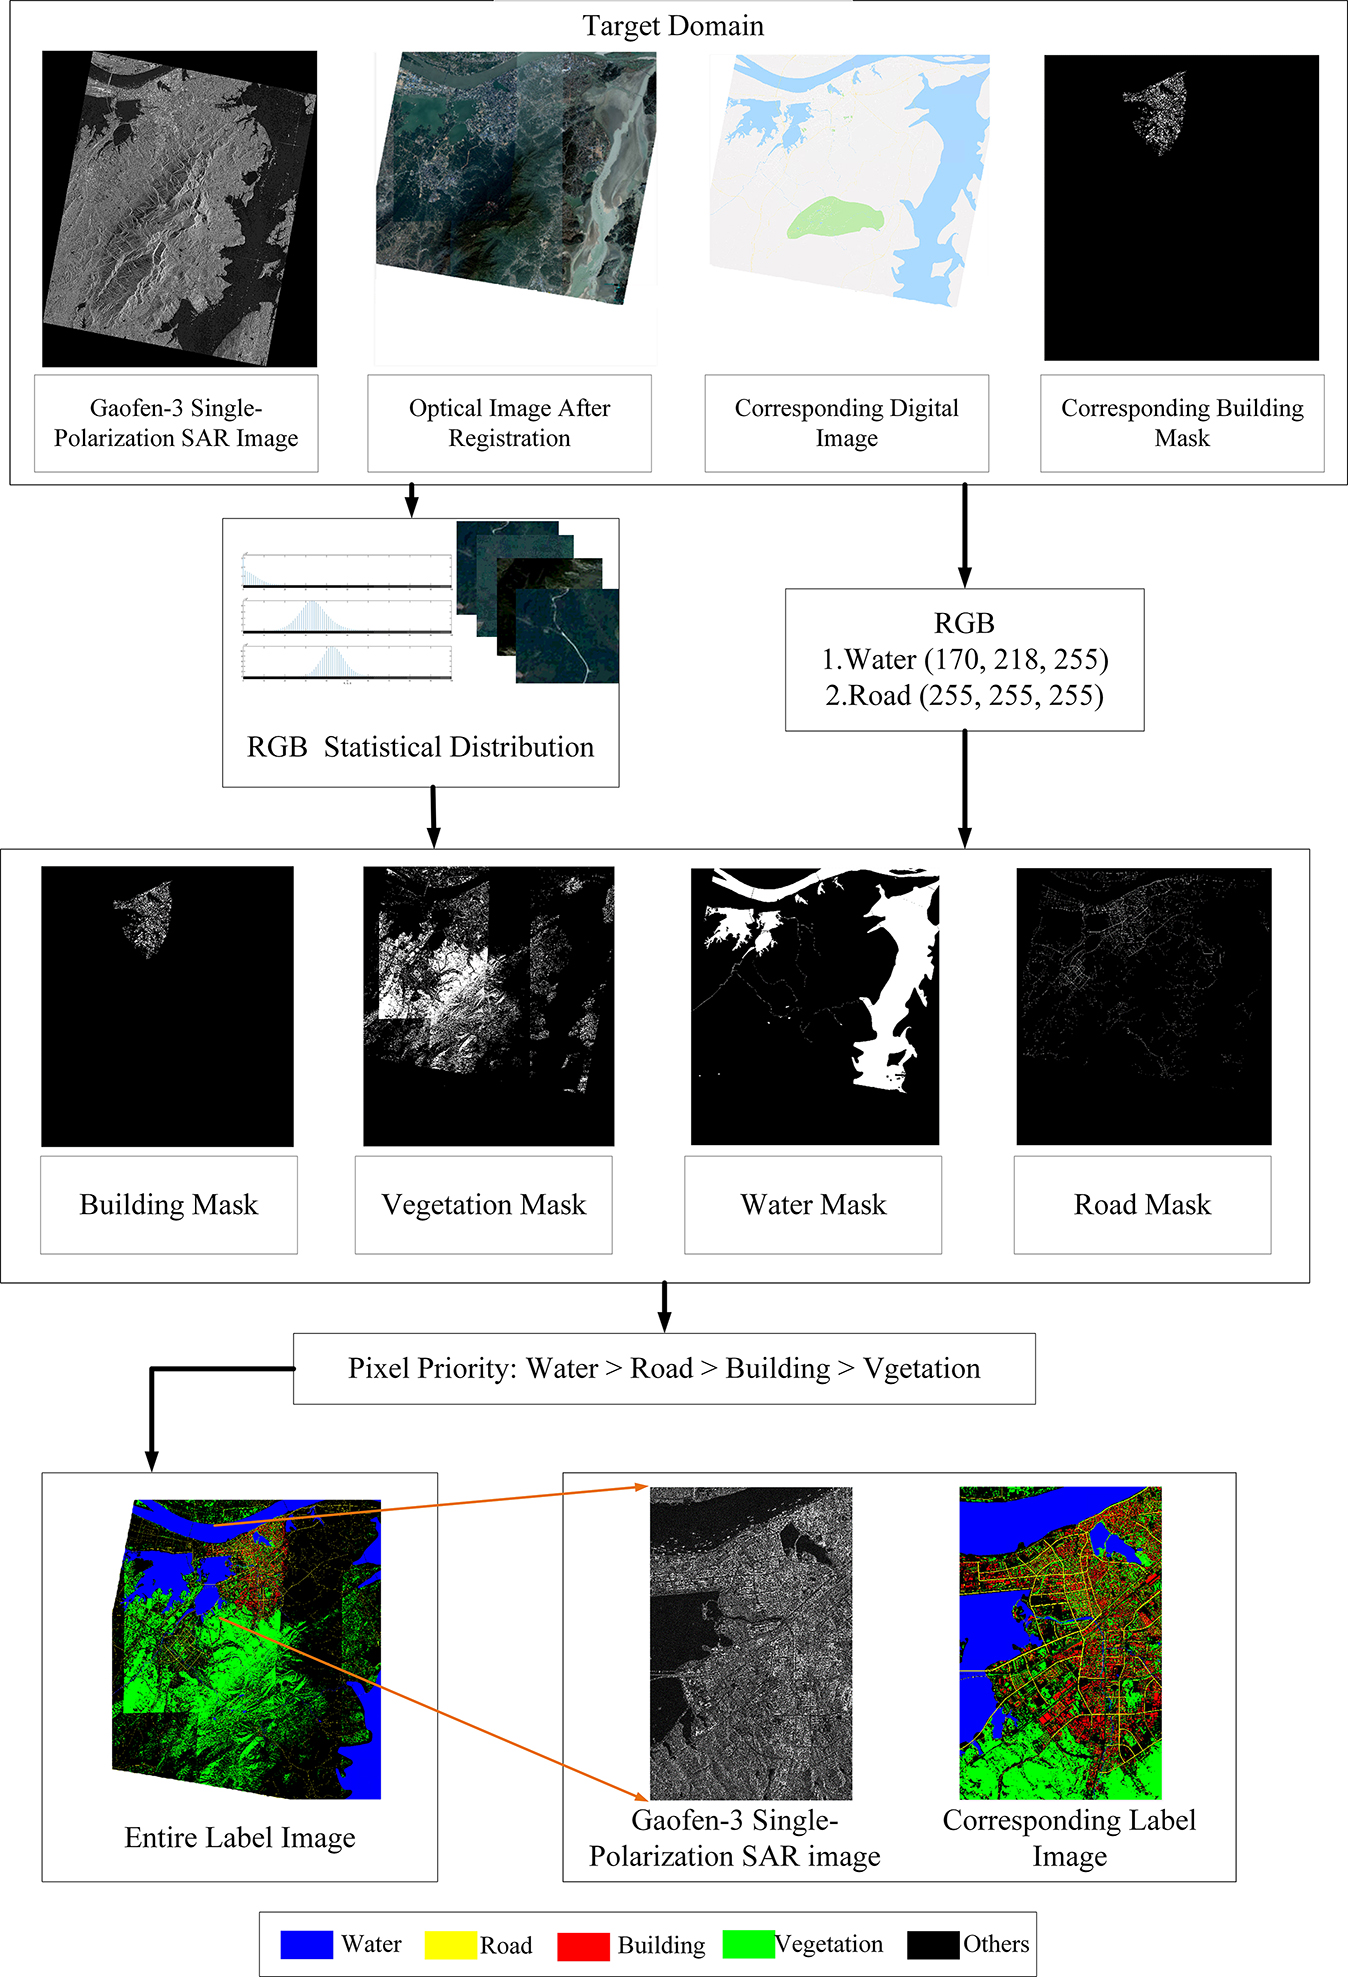 Target Domain
Gaofen-3 Single-
Polarization SAR Image
Optical Image After
Registration
Corresponding Digital
Image
Corresponding Building
Mask
RGB Statistical Distribution
RGB
1.Water (170, 218, 255)
2.Road (255, 255, 255)
Building Mask
Vegetation Mask
Water Mask
Road Mask
Pixel Priority: Water > Road > Building > Vgetation
Entire Label Image
Gaofen-3 Single-
Polarization SAR image
Corresponding Label
Image
Water
Road
Building
Vegetation
Others